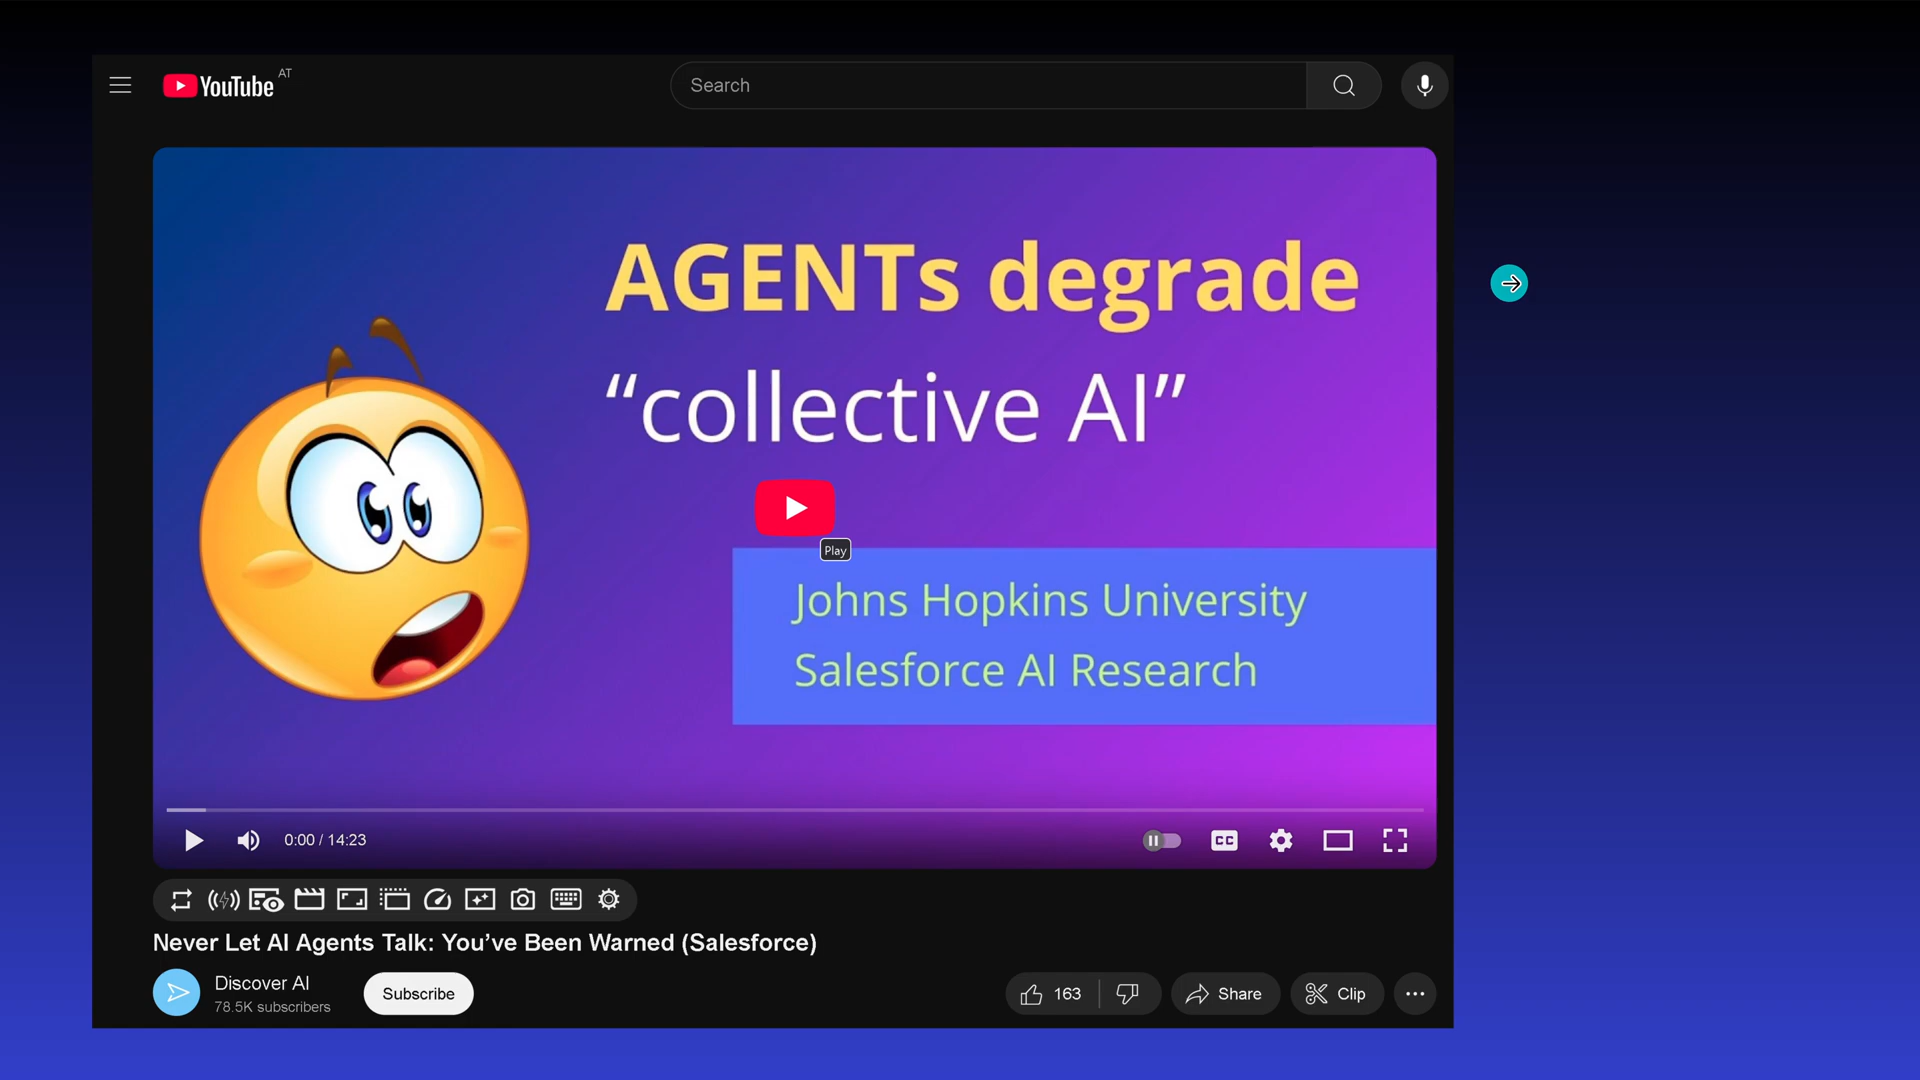 YouTube AT
Search
AGENTs degrade
“collective AI”
Play
Johns Hopkins University
Salesforce AI Research
0:00 / 14:23
CC
Never Let AI Agents Talk: You’ve Been Warned (Salesforce)
Discover AI
78.5K subscribers
Subscribe
163
Share
Clip